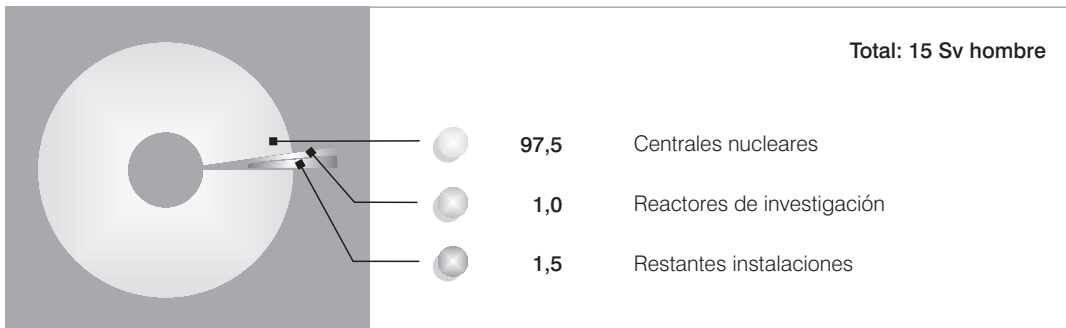 Total: 15 Sv hombre
97,5 Centrales nucleares
1,0 Reactores de investigación
1,5 Restantes instalaciones